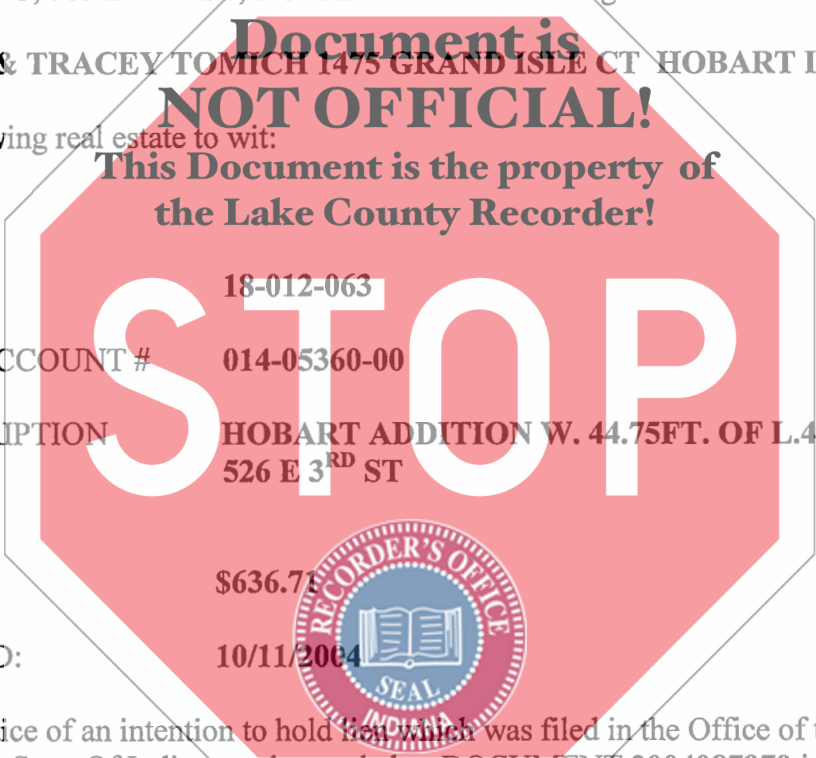 Document is
& TRACEY TOMICH 1475 GRAND ISLE CT HOBART I
NOT OFFICIAL!
ving real estate to wit:
This Document is the property of
the Lake County Recorder!
18-012-063
STOP
CCOUNT # 014-05360-00
IPTION HOBART ADDITION W. 44.75FT. OF L.4
526 E 3RD ST
$636.71
RECORDER'S OFFICE
D: 10/11/2004
SEAL
INDIANA
ice of an intention to hold lien which was filed in the Office of t